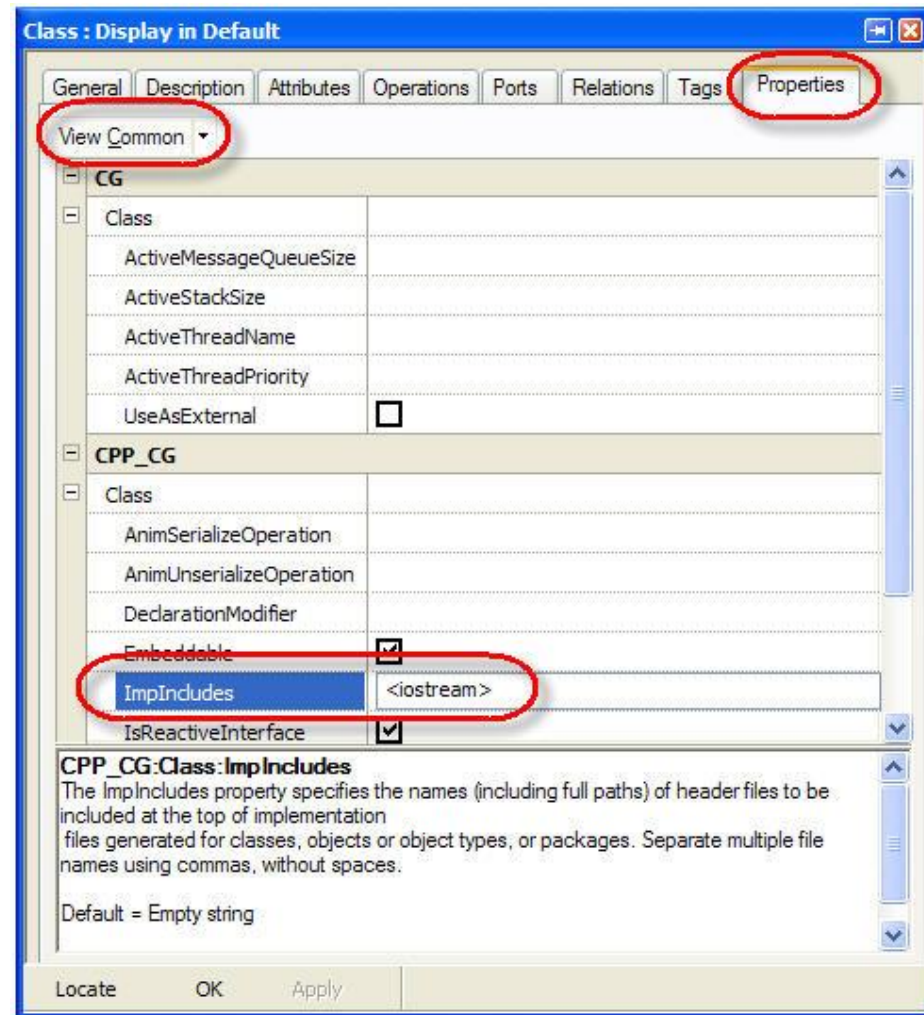 Class : Display in Default
General Description Attributes Operations Ports Relations Tags Properties
View Common
CG
Class
ActiveMessageQueueSize
ActiveStackSize
ActiveThreadName
ActiveThreadPriority
UseAsExternal
CPP_CG
Class
AnimSerializeOperation
AnimUnserializeOperation
DeclarationModifier
Embeddable
ImpIncludes <iostream>
IsReactiveInterface
CPP_CG:Class:ImpIncludes
The ImpIncludes property specifies the names (including full paths) of header files to be
included at the top of implementation
files generated for classes, objects or object types, or packages. Separate multiple file
names using commas, without spaces.
Default = Empty string
Locate OK Apply